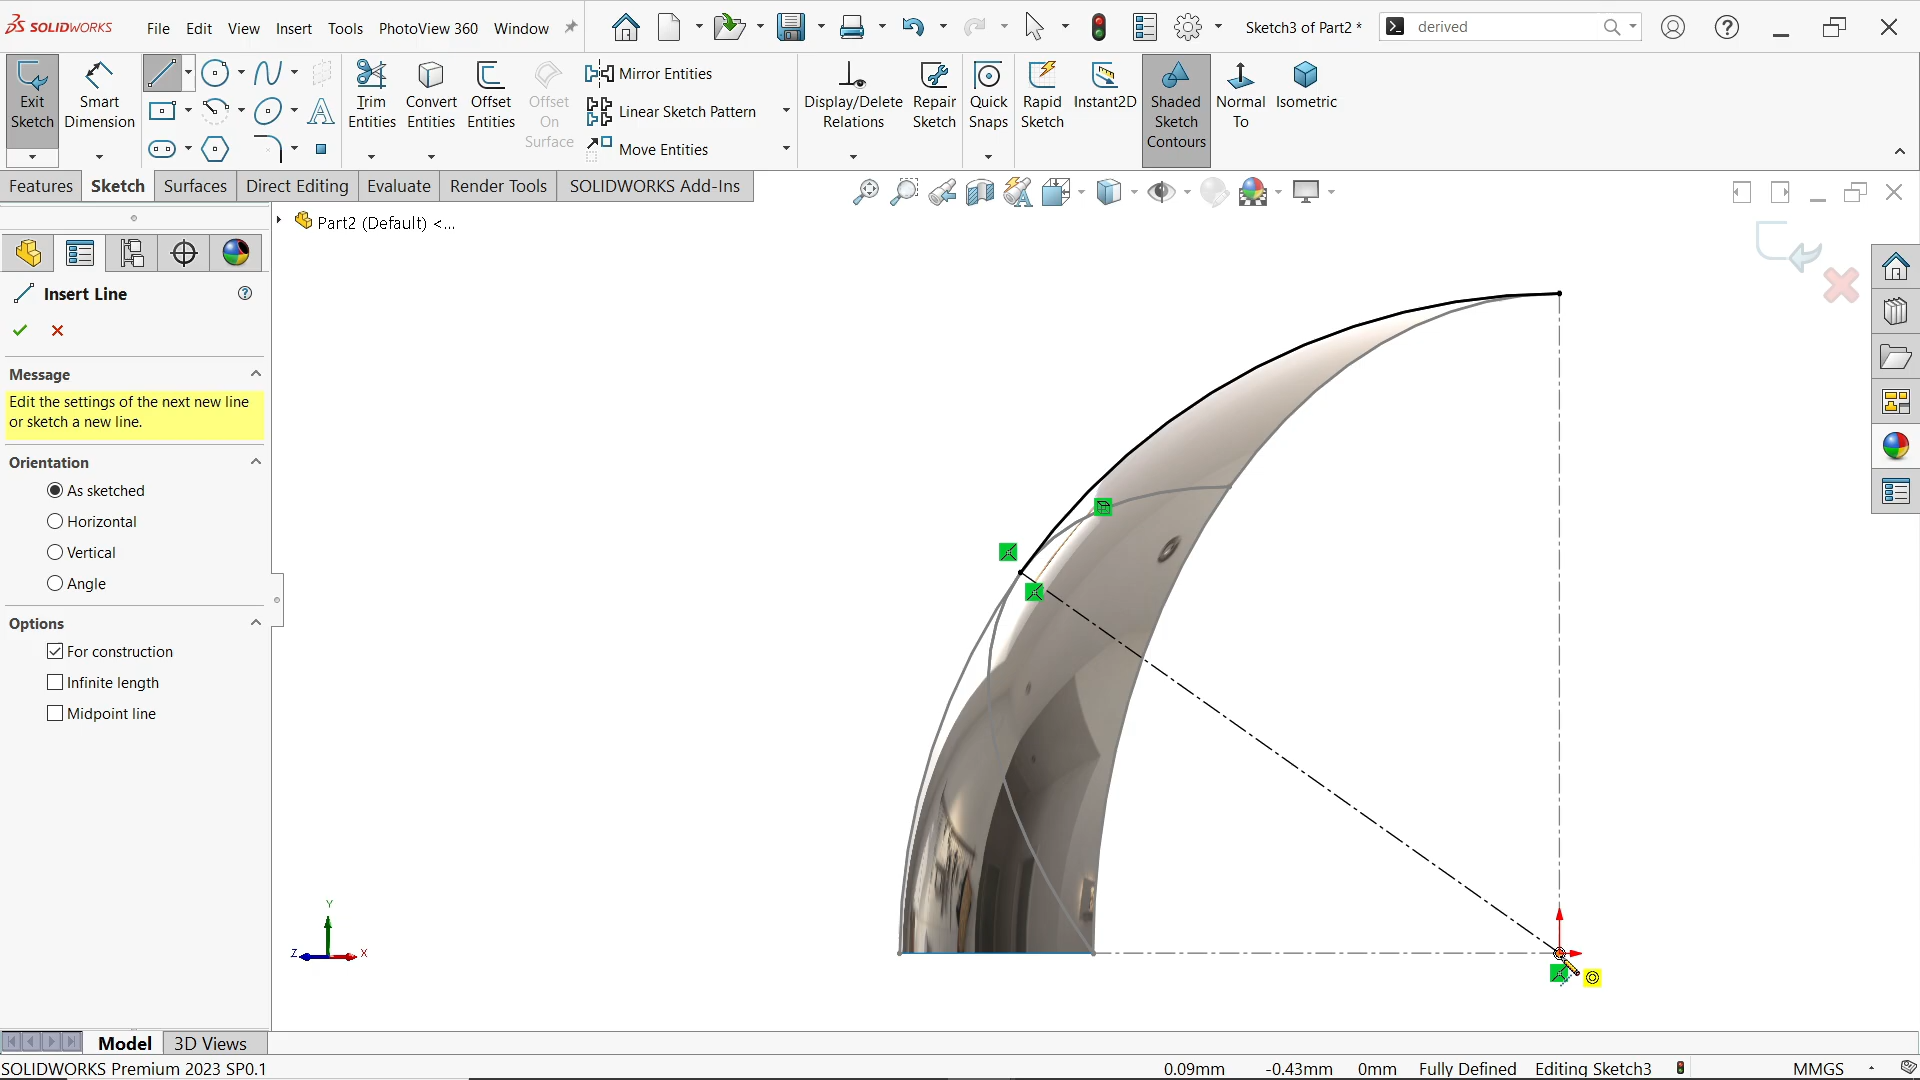 SOLIDWORKS
File Edit View Insert Tools PhotoView 360 Window
Sketch3 of Part2 *
derived
Exit Sketch
Smart Dimension
Trim Entities
Convert Entities
Offset Entities
Offset On Surface
Mirror Entities
Linear Sketch Pattern
Move Entities
Display/Delete Relations
Repair Sketch
Quick Snaps
Rapid Sketch
Instant2D
Shaded Sketch Contours
Normal To
Isometric
Features Sketch Surfaces Direct Editing Evaluate Render Tools SOLIDWORKS Add-Ins
Part2 (Default) <...
Insert Line
Message
Edit the settings of the next new line
or sketch a new line.
Orientation
As sketched
Horizontal
Vertical
Angle
Options
For construction
Infinite length
Midpoint line
Y
Z
X
Model 3D Views
SOLIDWORKS Premium 2023 SP0.1
0.09mm -0.43mm 0mm Fully Defined Editing Sketch3 MMGS